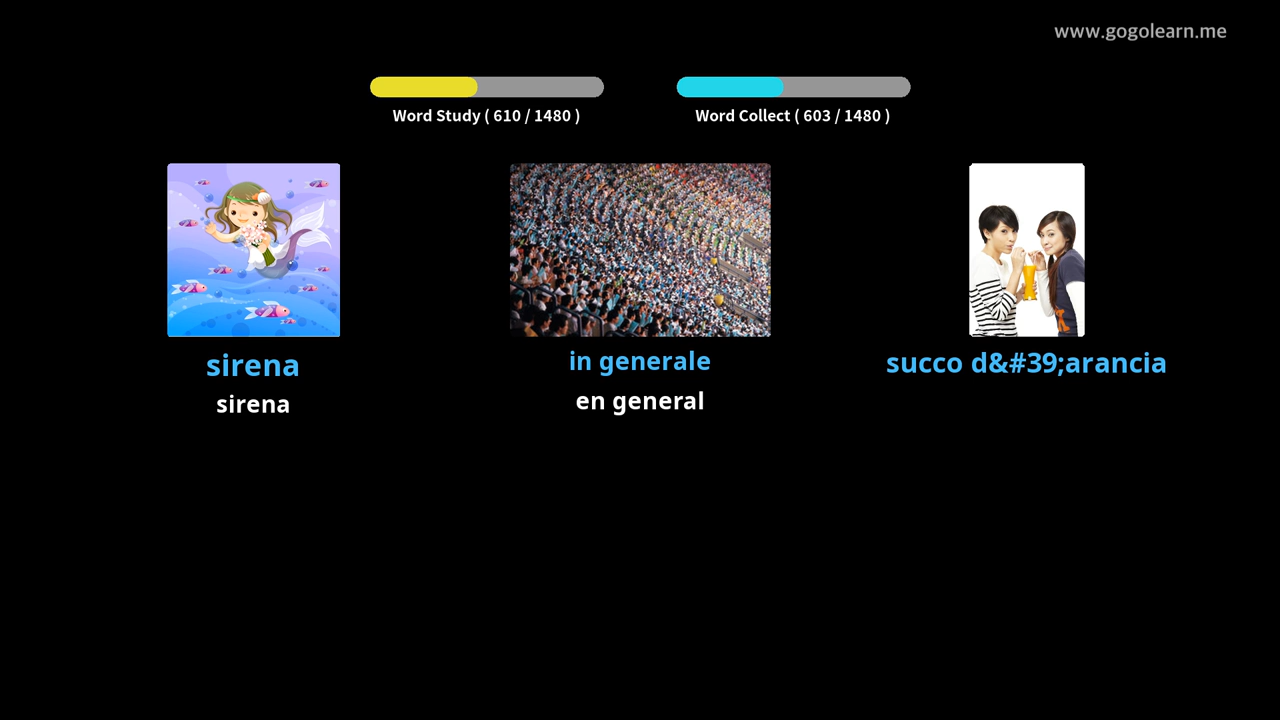 www.gogolearn.me
Word Study ( 610 / 1480 )
Word Collect ( 603 / 1480 )
sirena
in generale
succo d&#39;arancia
sirena
en general